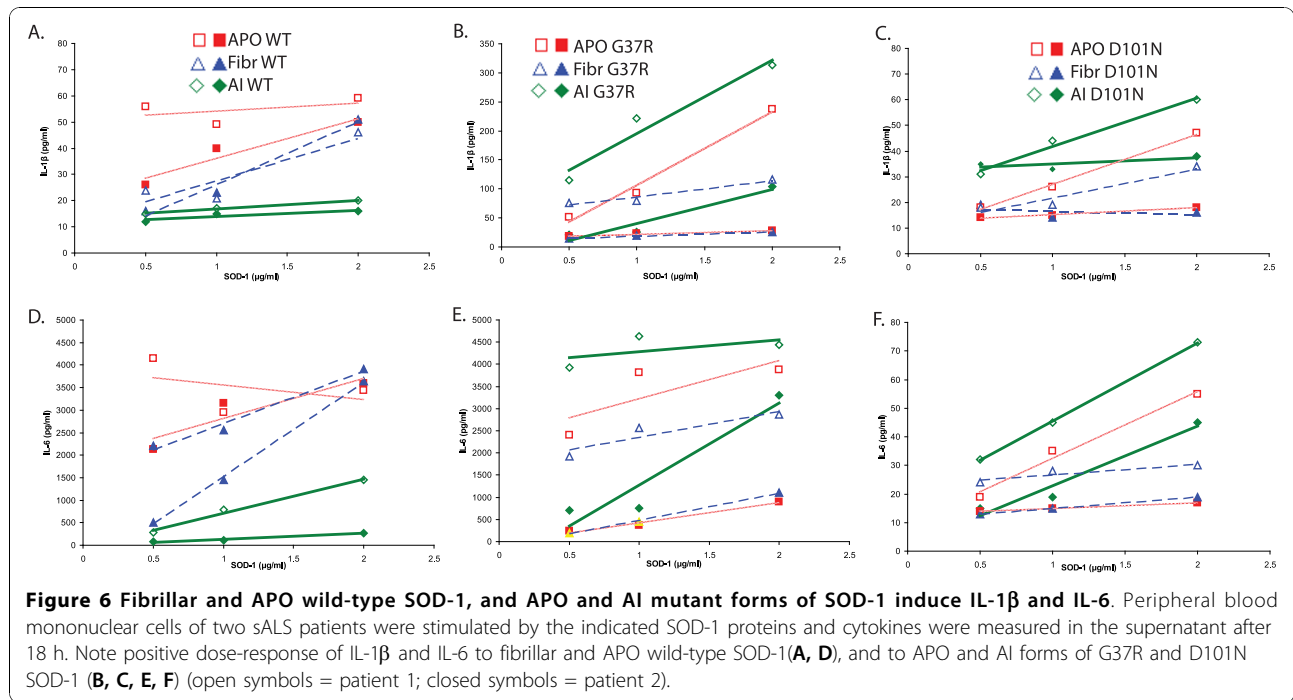 A.
APO WT
Fibr WT
AI WT
80
70
60
50
40
30
20
10
0
IL-1β (pg/ml)
0 0.5 1 1.5 2 2.5
SOD-1 (µg/ml)
B.
APO G37R
Fibr G37R
AI G37R
350
300
250
200
150
100
50
0
IL-1β (pg/ml)
0 0.5 1 1.5 2 2.5
SOD-1 (µg/ml)
C.
APO D101N
Fibr D101N
AI D101N
80
70
60
50
40
30
20
10
0
IL-1β (pg/ml)
0 0.5 1 1.5 2 2.5
SOD-1 (µg/ml)
D.
5000
4500
4000
3500
3000
2500
2000
1500
1000
500
0
IL-6 (pg/ml)
0 0.5 1 1.5 2 2.5
SOD-1 (µg/ml)
E.
5000
4500
4000
3500
3000
2500
2000
1500
1000
500
0
IL-6 (pg/ml)
0 0.5 1 1.5 2 2.5
SOD-1 (µg/ml)
F.
80
70
60
50
40
30
20
10
0
IL-6 (pg/ml)
0 0.5 1 1.5 2 2.5
SOD-1 (µg/ml)
Figure 6 Fibrillar and APO wild-type SOD-1, and APO and AI mutant forms of SOD-1 induce IL-1β and IL-6. Peripheral blood
mononuclear cells of two sALS patients were stimulated by the indicated SOD-1 proteins and cytokines were measured in the supernatant after
18 h. Note positive dose-response of IL-1β and IL-6 to fibrillar and APO wild-type SOD-1(A, D), and to APO and AI forms of G37R and D101N
SOD-1 (B, C, E, F) (open symbols = patient 1; closed symbols = patient 2).